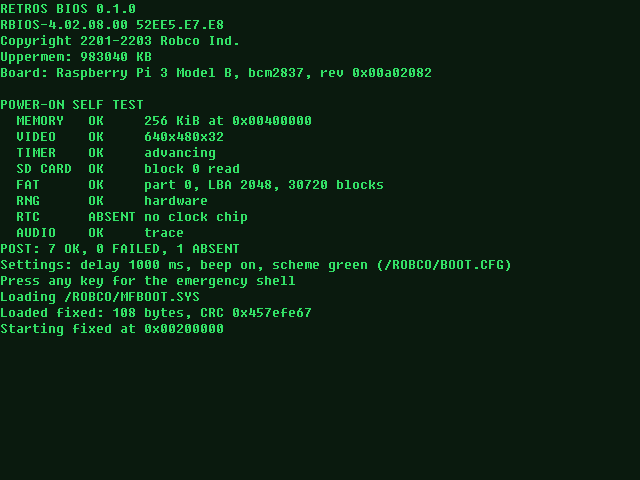 RETROS BIOS 0.1.0
RBIOS-4.02.08.00 52EE5.E7.E8
Copyright 2201-2203 Robco Ind.
Uppermem: 983040 KB
Board: Raspberry Pi 3 Model B, bcm2837, rev 0x00a02082

POWER-ON SELF TEST
  MEMORY   OK     256 KiB at 0x00400000
  VIDEO    OK     640x480x32
  TIMER    OK     advancing
  SD CARD  OK     block 0 read
  FAT      OK     part 0, LBA 2048, 30720 blocks
  RNG      OK     hardware
  RTC      ABSENT no clock chip
  AUDIO    OK     trace
POST: 7 OK, 0 FAILED, 1 ABSENT
Settings: delay 1000 ms, beep on, scheme green (/ROBCO/BOOT.CFG)
Press any key for the emergency shell
Loading /ROBCO/MFBOOT.SYS
Loaded fixed: 108 bytes, CRC 0x457efe67
Starting fixed at 0x00200000